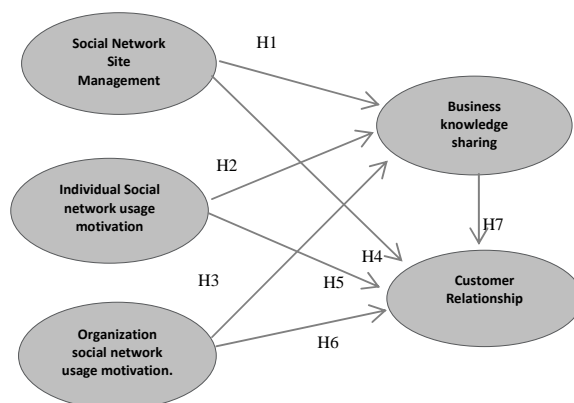 Social Network
Site
Management
H1
Business
knowledge
sharing
H2
Individual Social
network usage
motivation
H7
H4
H3
H5
Customer
Relationship
Organization
social network
usage motivation.
H6